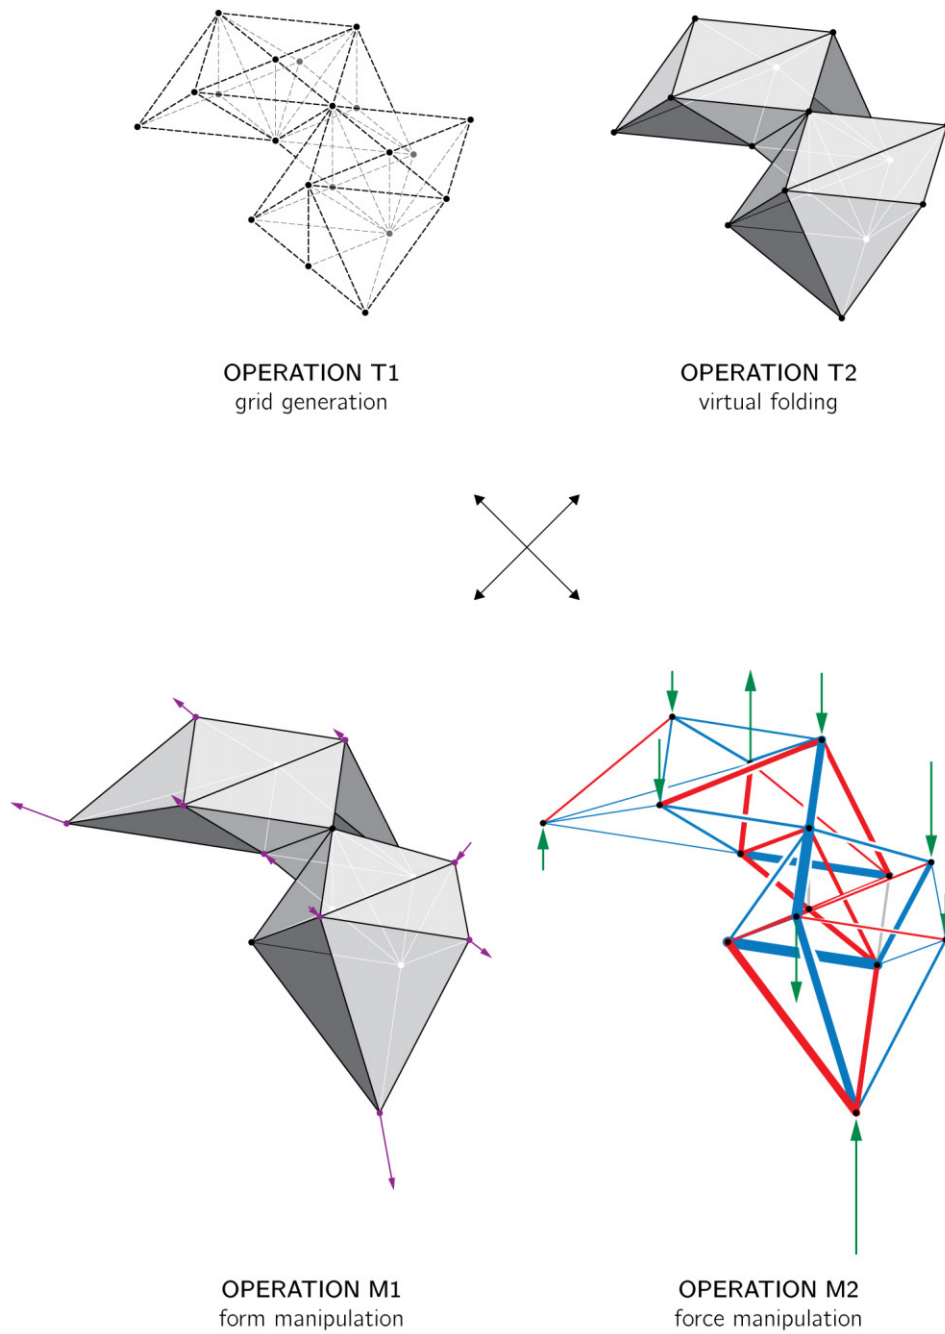 OPERATION T1
grid generation
OPERATION T2
virtual folding
OPERATION M1
form manipulation
OPERATION M2
force manipulation